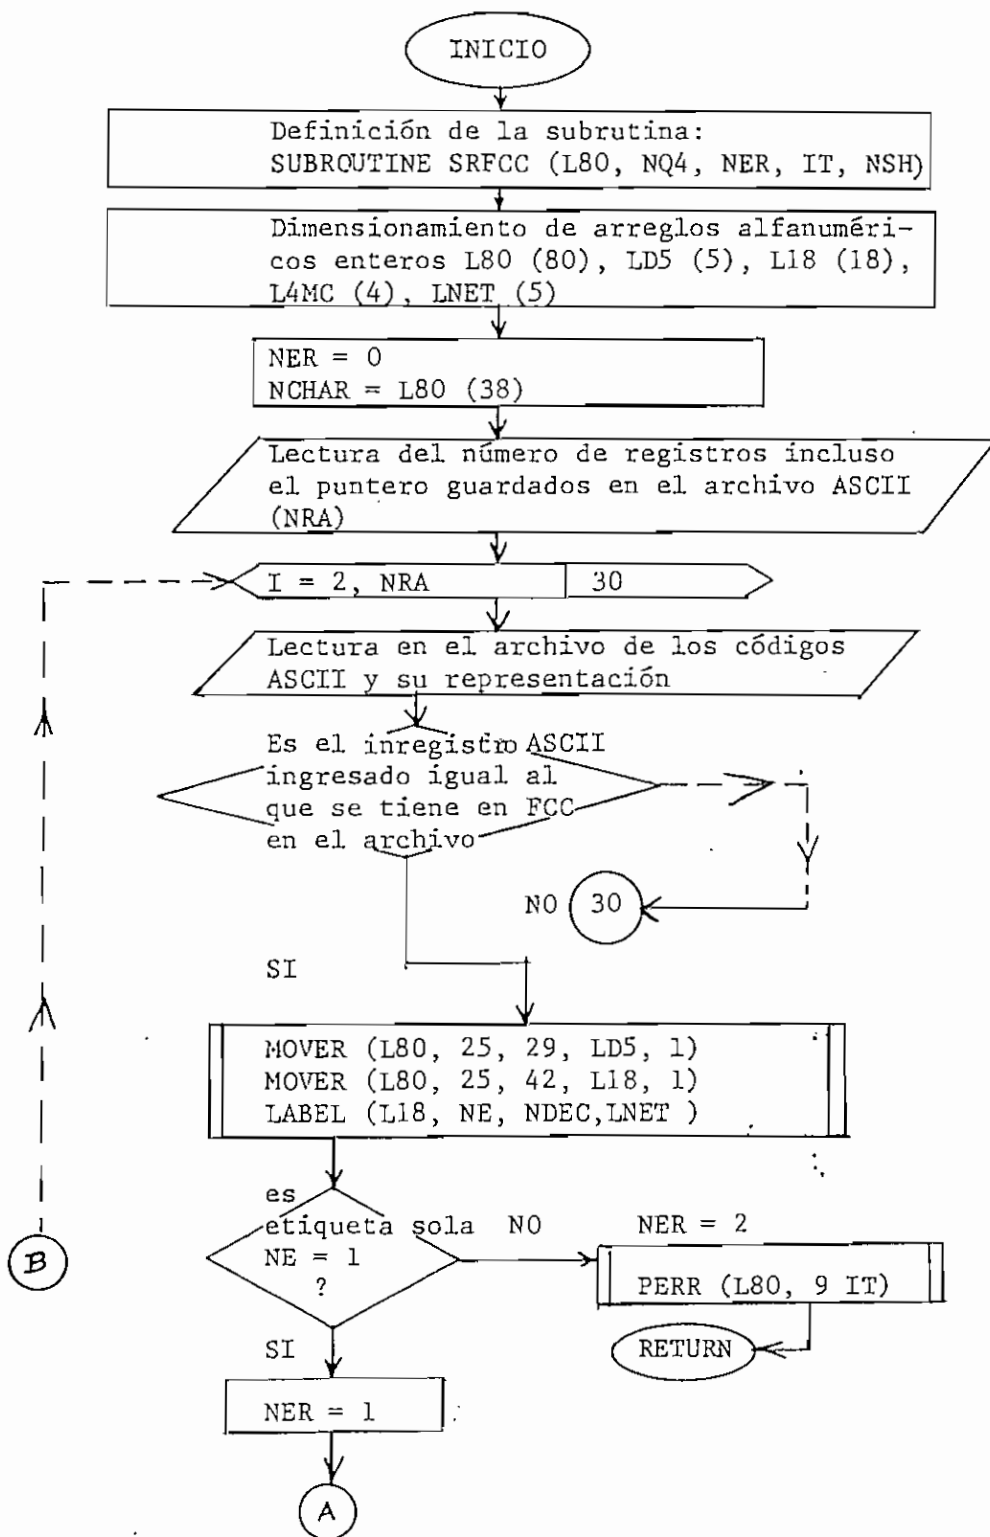 INICIO
Definición de la subrutina:
SUBROUTINE SRFCC (L80, NQ4, NER, IT, NSH)
Dimensionamiento de arreglos alfanuméri-
cos enteros L80 (80), LD5 (5), L18 (18),
L4MC (4), LNET (5)
NER = 0
NCHAR = L80 (38)
Lectura del número de registros incluso
el puntero guardados en el archivo ASCII
(NRA)
I = 2, NRA 30
Lectura en el archivo de los códigos
ASCII y su representación
Es el inregistro ASCII
ingresado igual al
que se tiene en FCC
en el archivo
NO 30
SI
MOVER (L80, 25, 29, LD5, 1)
MOVER (L80, 25, 42, L18, 1)
LABEL (L18, NE, NDEC,LNET )
es
etiqueta sola NO
NE = 1
?
NER = 2
PERR (L80, 9 IT)
RETURN
B
SI
NER = 1
A